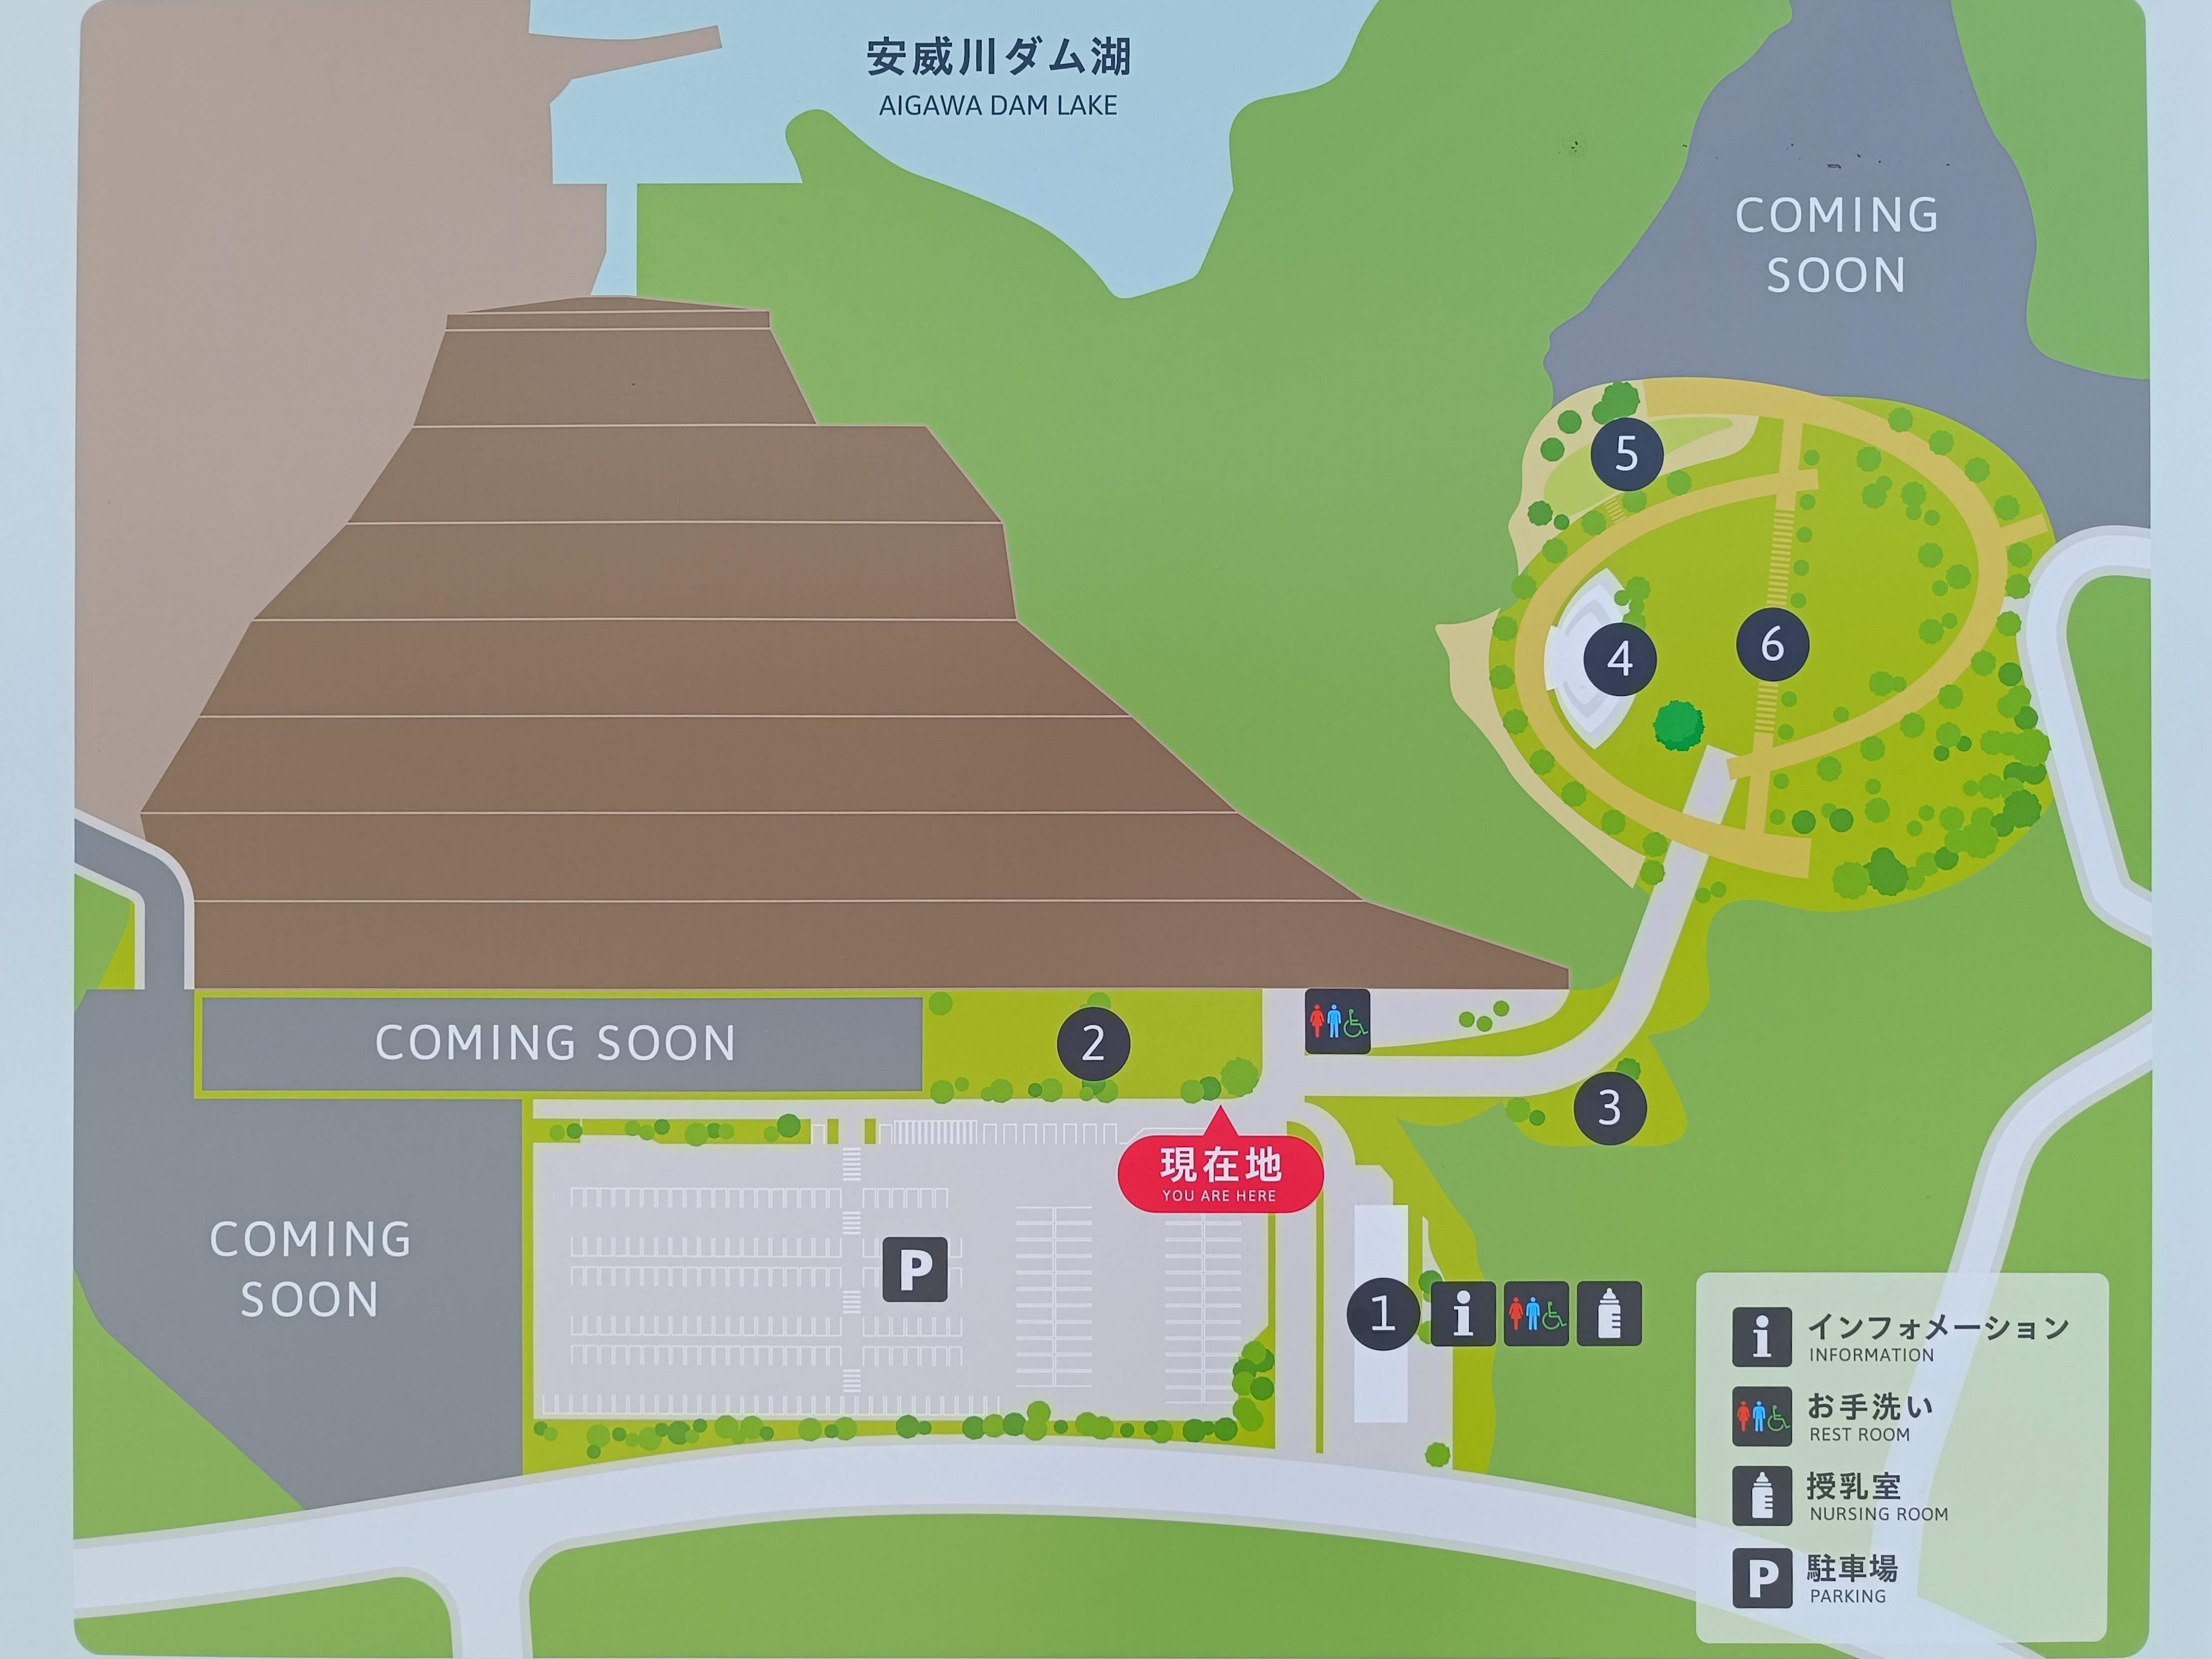 安威川ダム湖
AIGAWA DAM LAKE
COMING
SOON
5
4
6
COMING SOON
2
3
現在地
YOU ARE HERE
COMING
SOON
P
1
i
i
インフォメーション
INFORMATION
お手洗い
REST ROOM
授乳室
NURSING ROOM
P
駐車場
PARKING